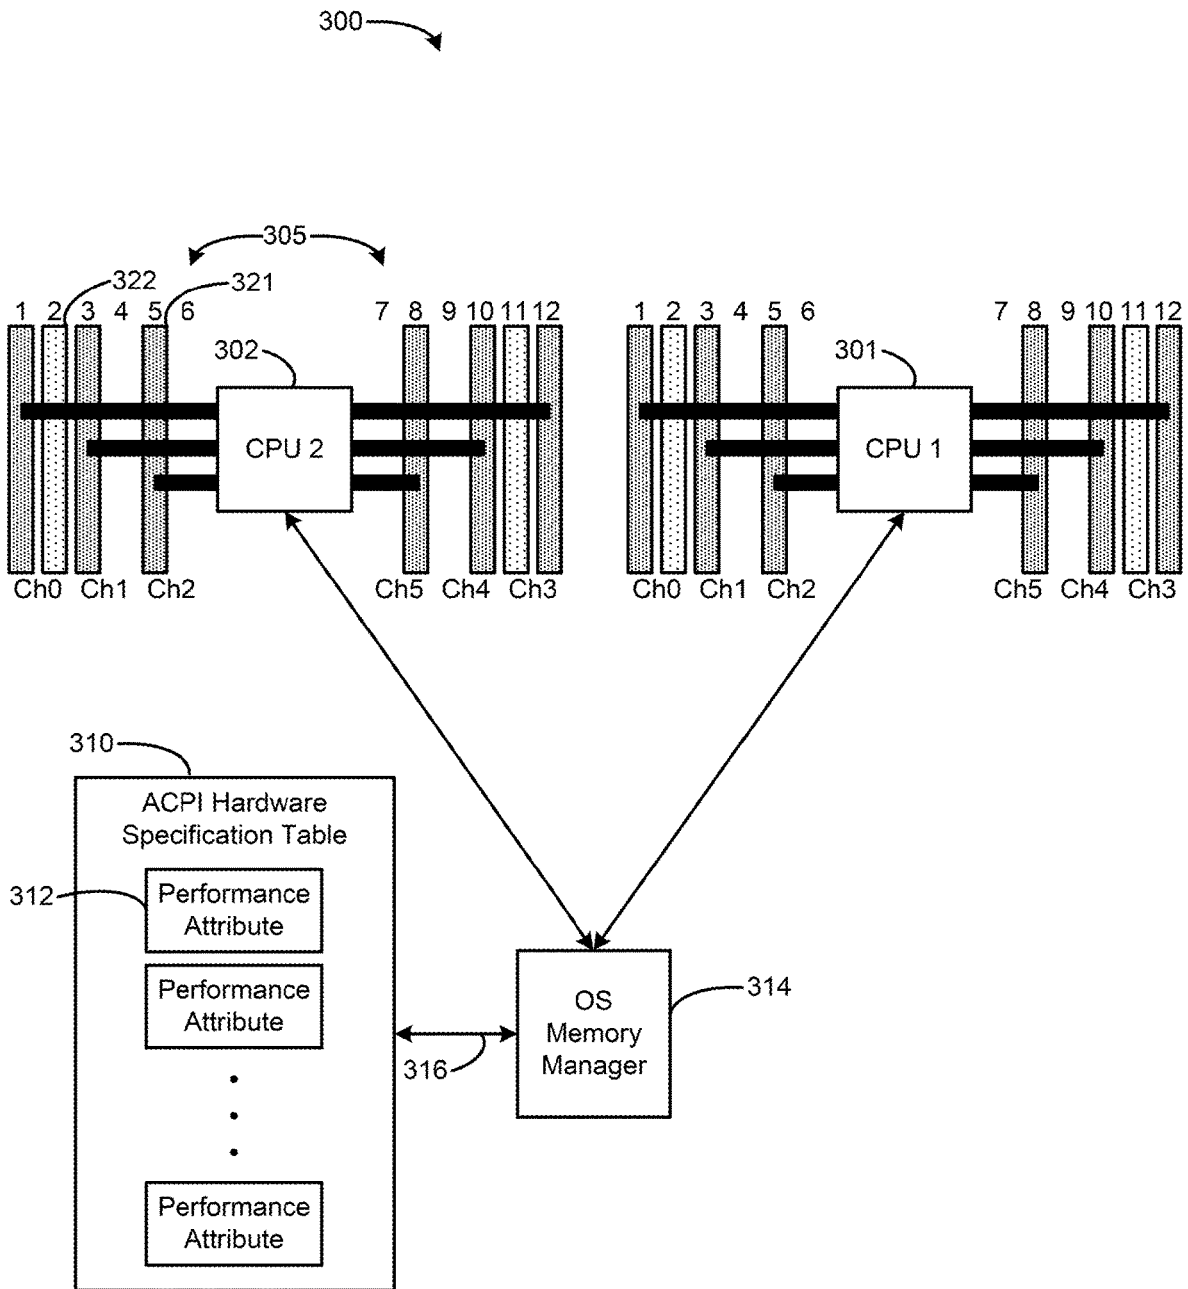 300
305
322
321
1 2 3 4 5 6
7 8 9 10 11 12
1 2 3 4 5 6
7 8 9 10 11 12
302
301
CPU 2
CPU 1
Ch0 Ch1 Ch2
Ch5 Ch4 Ch3
Ch0 Ch1 Ch2
Ch5 Ch4 Ch3
310
ACPI Hardware
Specification Table
312
Performance
Attribute
Performance
Attribute
Performance
Attribute
316
OS
Memory
Manager
314